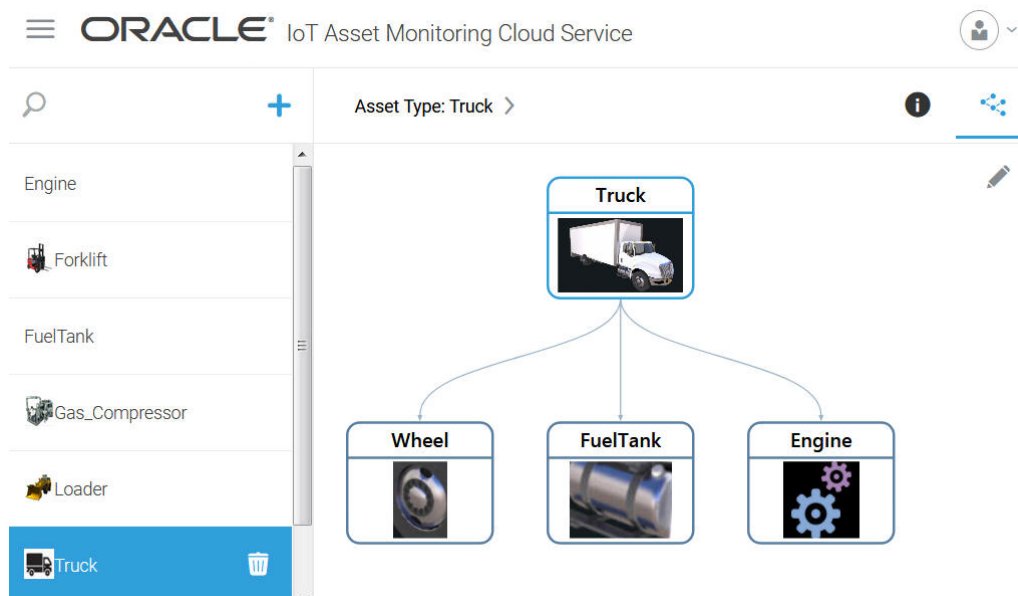 ORACLE® IoT Asset Monitoring Cloud Service
Asset Type: Truck
Engine
Forklift
FuelTank
Gas_Compressor
Loader
Truck
Truck
Wheel
FuelTank
Engine